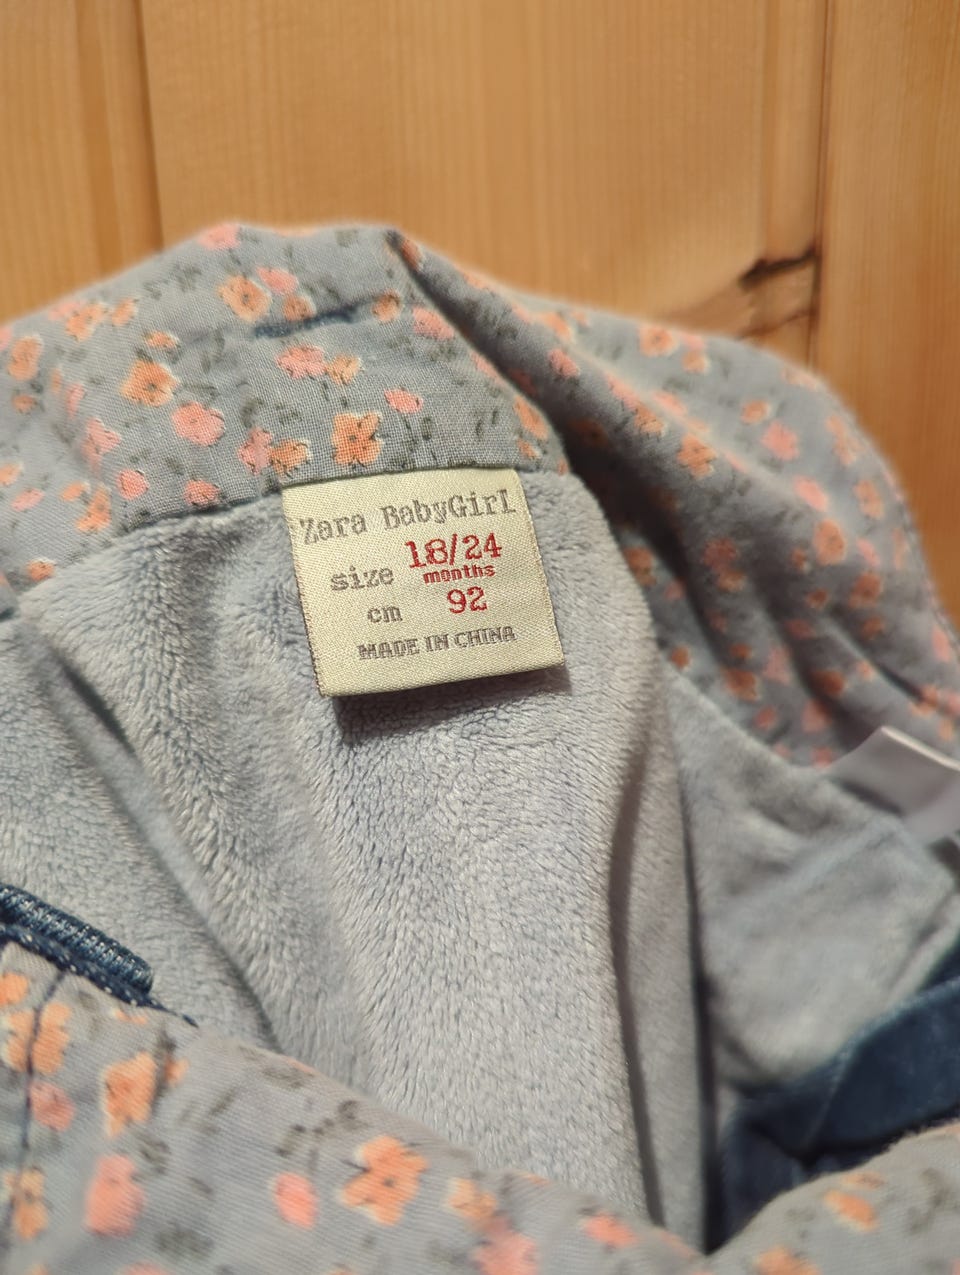 Zara BabyGirl
size 18/24
months
cm 92
MADE IN CHINA